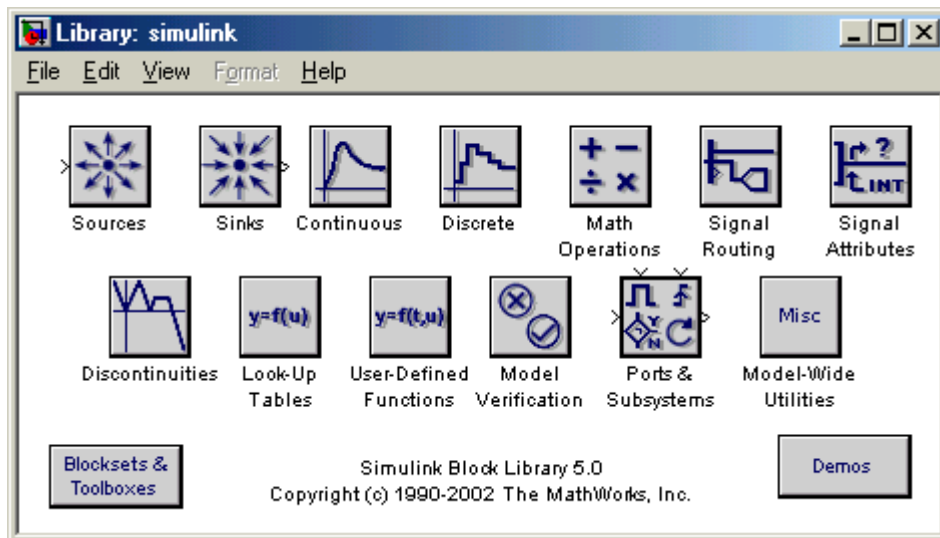 Library: simulink
File Edit View Format Help
+ −
÷ ×
? INT
Sources Sinks Continuous Discrete Math Operations Signal Routing Signal Attributes
y=f(u) y=f(t,u) Y N Misc
Discontinuities Look-Up Tables User-Defined Functions Model Verification Ports & Subsystems Model-Wide Utilities
Blocksets & Toolboxes
Simulink Block Library 5.0
Copyright (c) 1990-2002 The MathWorks, Inc.
Demos